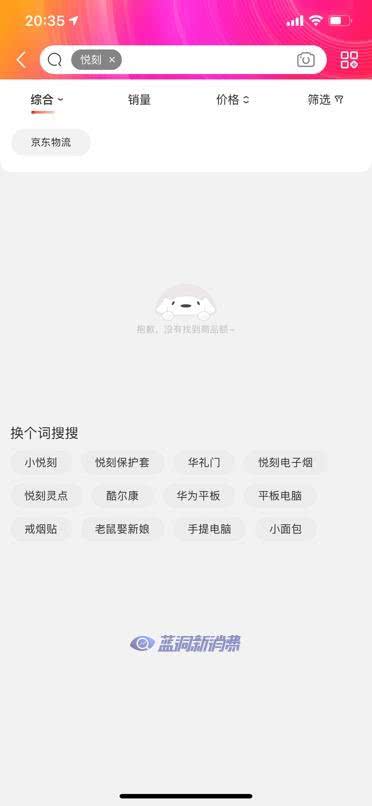 20:35
悦刻 ×
综合 销量 价格 筛选
京东物流
抱歉，没有找到商品额~
换个词搜搜
小悦刻 悦刻保护套 华礼门 悦刻电子烟
悦刻灵点 酷尔康 华为平板 平板电脑
戒烟贴 老鼠娶新娘 手提电脑 小面包
蓝洞新消费